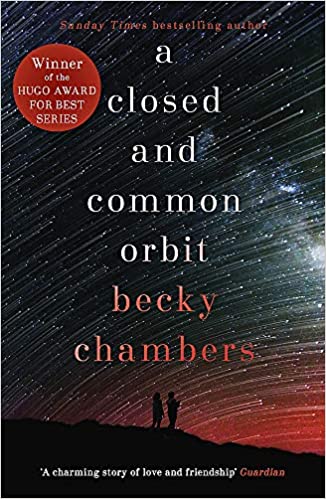 Sunday Times bestselling author
Winner
of the
HUGO AWARD
FOR BEST
SERIES
a
closed
and
common
orbit
becky
chambers
'A charming story of love and friendship' Guardian